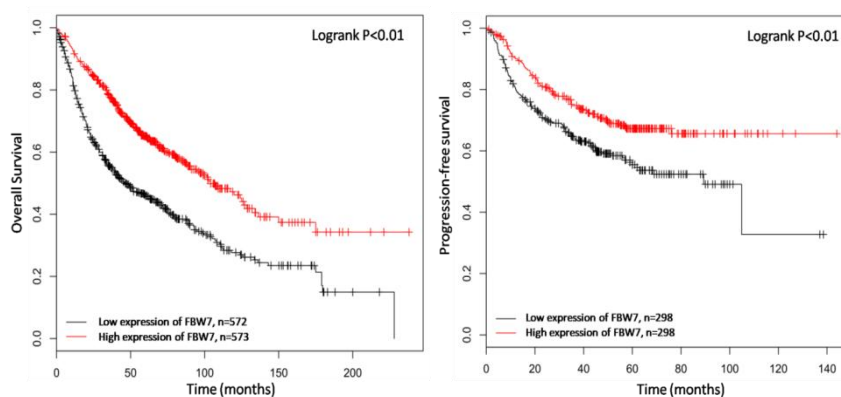 Logrank P<0.01
Overall Survival
1.0
0.8
0.6
0.4
0.2
0.0
Low expression of FBW7, n=572
High expression of FBW7, n=573
0 50 100 150 200
Time (months)
Logrank P<0.01
Progression-free survival
1.0
0.8
0.6
0.4
0.2
0.0
Low expression of FBW7, n=298
High expression of FBW7, n=298
0 20 40 60 80 100 120 140
Time (months)